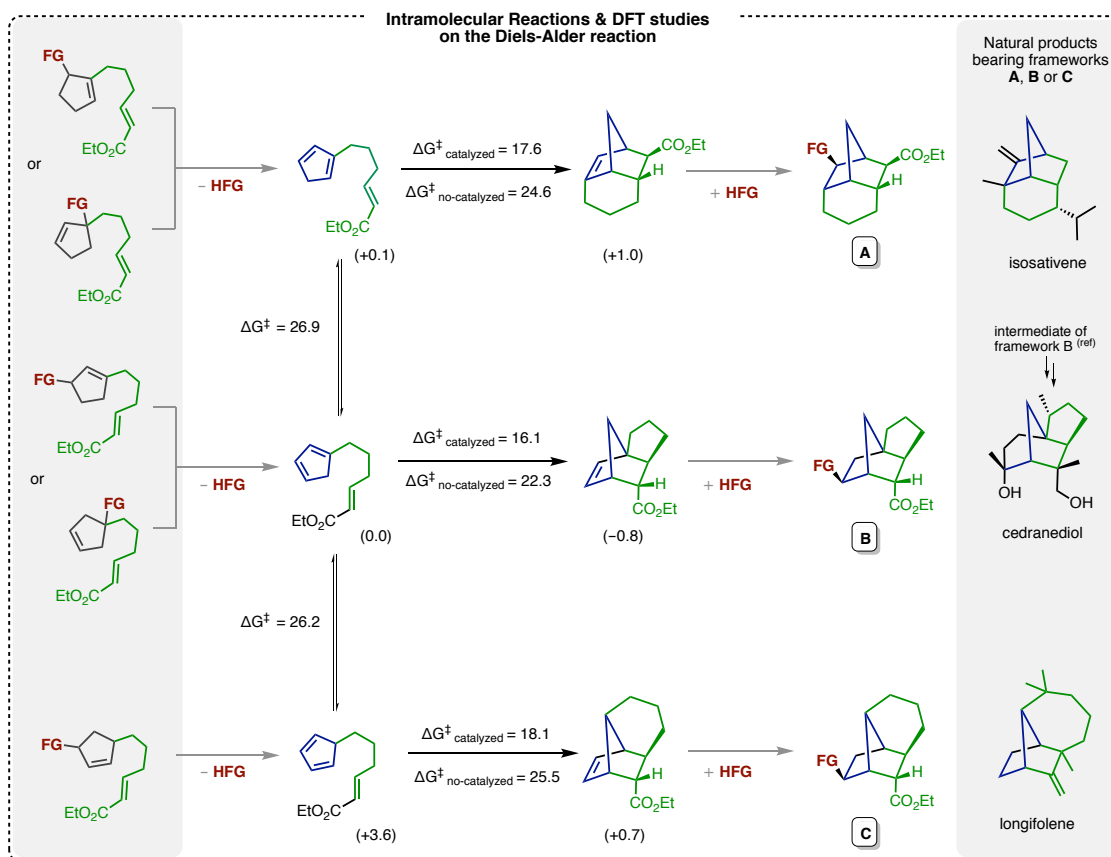 Intramolecular Reactions & DFT studies
on the Diels-Alder reaction
FG
EtO₂C
or
FG
EtO₂C
– HFG
EtO₂C
(+0.1)
ΔG‡ catalyzed = 17.6
ΔG‡ no-catalyzed = 24.6
CO₂Et
H
(+1.0)
+ HFG
FG
CO₂Et
H
A
Natural products
bearing frameworks
A, B or C
isosativene
ΔG‡ = 26.9
FG
EtO₂C
or
FG
EtO₂C
– HFG
EtO₂C
(0.0)
ΔG‡ catalyzed = 16.1
ΔG‡ no-catalyzed = 22.3
H
CO₂Et
(−0.8)
+ HFG
FG
H
CO₂Et
B
intermediate of
framework B (ref)
OH
OH
cedranediol
ΔG‡ = 26.2
FG
EtO₂C
– HFG
EtO₂C
(+3.6)
ΔG‡ catalyzed = 18.1
ΔG‡ no-catalyzed = 25.5
H
CO₂Et
(+0.7)
+ HFG
FG
H
CO₂Et
C
longifolene